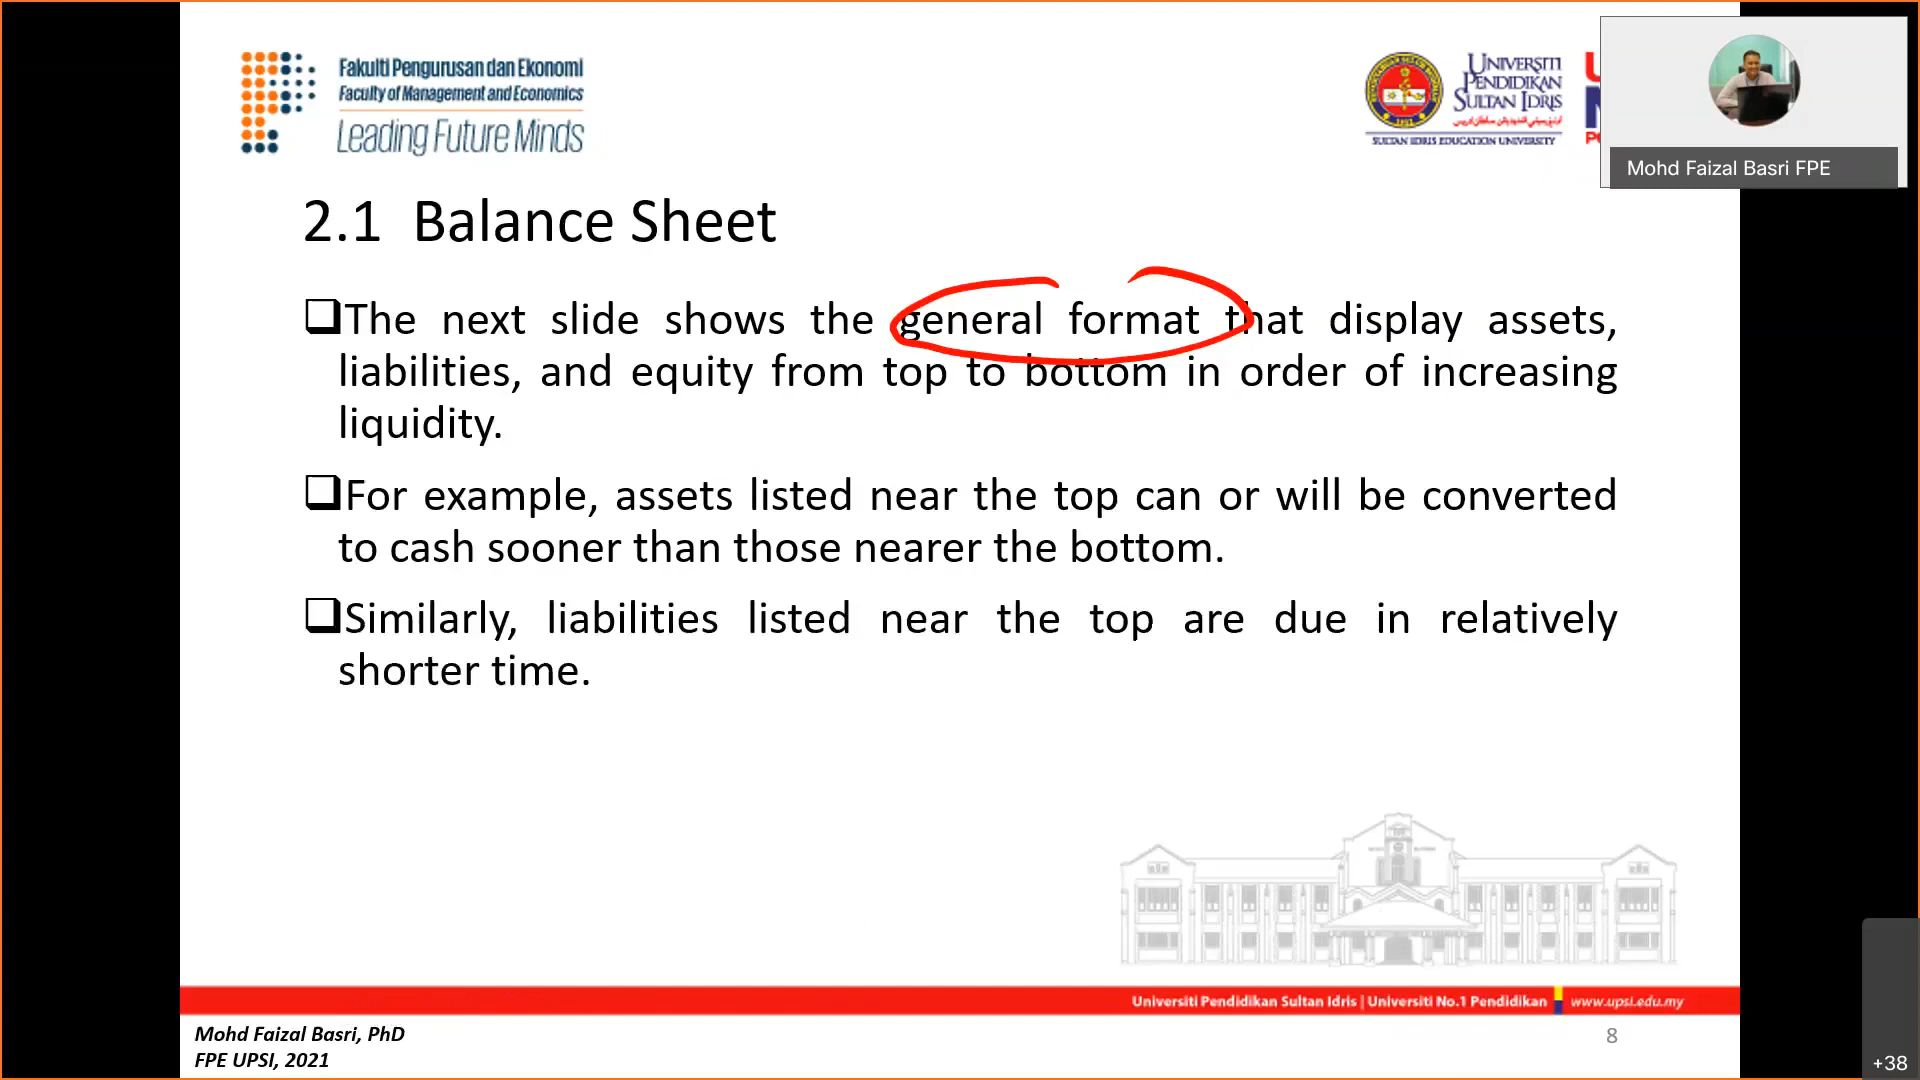 Fakulti Pengurusan dan Ekonomi
Faculty of Management and Economics
Leading Future Minds
UNIVERSITI
PENDIDIKAN
SULTAN IDRIS
SULTAN IDRIS EDUCATION UNIVERSITY
Mohd Faizal Basri FPE
2.1 Balance Sheet
The next slide shows the general format that display assets,
liabilities, and equity from top to bottom in order of increasing
liquidity.
For example, assets listed near the top can or will be converted
to cash sooner than those nearer the bottom.
Similarly, liabilities listed near the top are due in relatively
shorter time.
Universiti Pendidikan Sultan Idris | Universiti No.1 Pendidikan
www.upsi.edu.my
Mohd Faizal Basri, PhD
FPE UPSI, 2021
8
+38